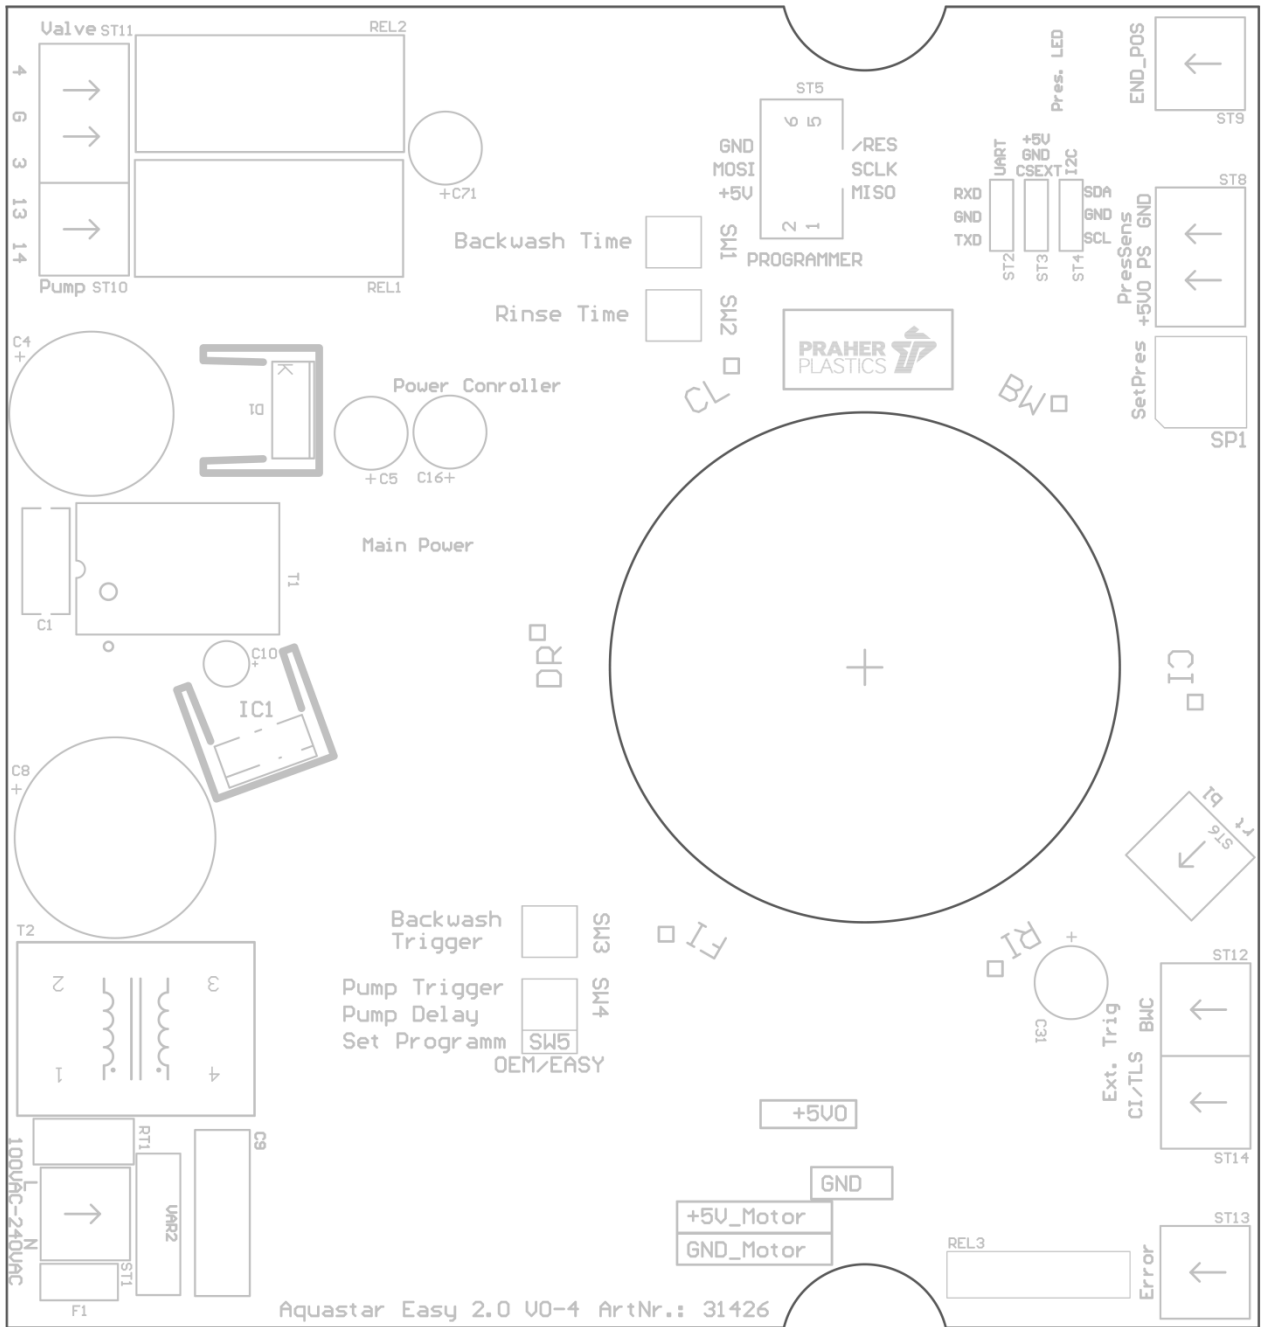 Valve ST11
REL2
4
G
3
13
14
Pump ST10
REL1
+C71
ST5
6 5
GND /RES
MOSI SCLK
+5V MISO
2 1
PROGRAMMER
Pres. LED
END_POS
ST9
UART
+5V
GND
CSEXT
I2C
RXD
GND
TXD
SDA
GND
SCL
ST2
ST3
ST4
ST8
PresSens
+5VO PS GND
SetPres
SP1
Backwash Time
SW1
Rinse Time
SW2
PRAHER
PLASTICS
CL
BW
C4
+
K
D1
Power Conroller
+C5
C16+
Main Power
C1
T1
C10
+
IC1
DR
CI
C8
+
bl
rt
ST6
T2
2 3
1 4
Backwash
Trigger
SW3
Pump Trigger
Pump Delay
Set Programm
SW4
SW5
OEM/EASY
FI
RI
+
C31
ST12
BWC
Ext. Trig
CI/TLS
ST14
+5VO
GND
+5V_Motor
GND_Motor
REL3
ST13
Error
RT1
C9
100VAC-240VAC
L
N
VAR2
ST1
F1
Aquastar Easy 2.0 VO-4 ArtNr.: 31426